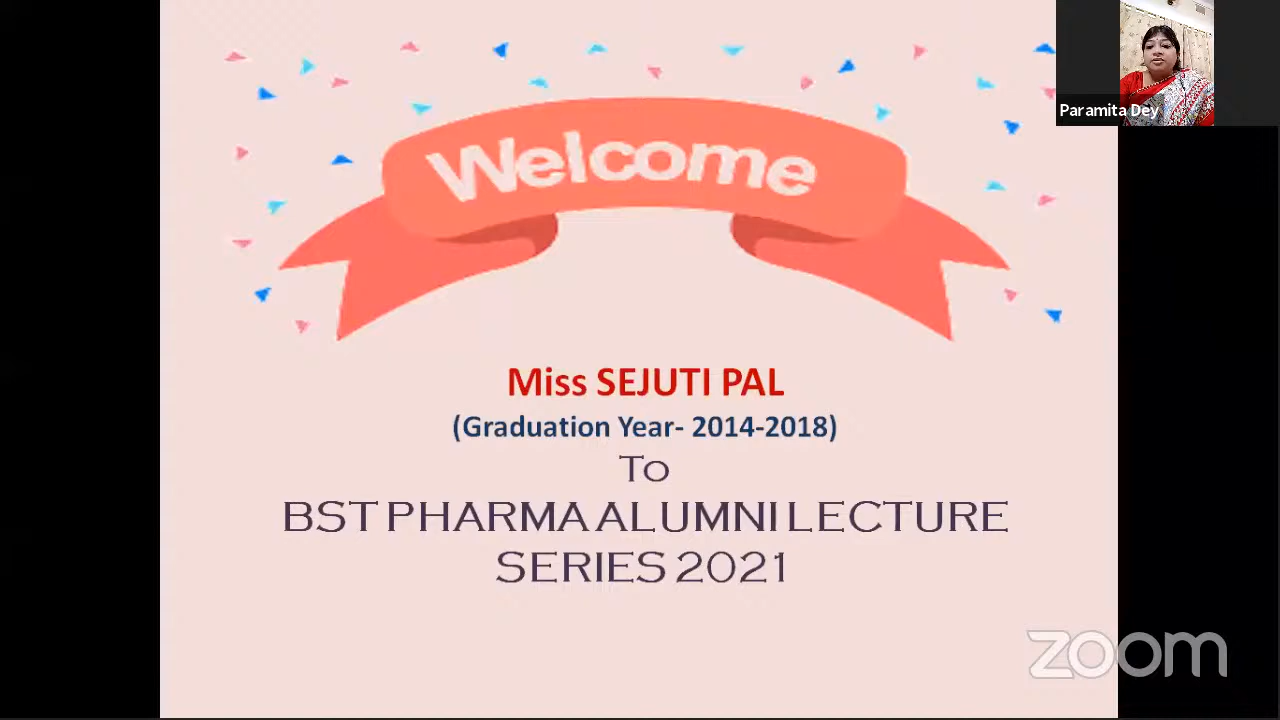 Welcome
Paramita Dey
Miss SEJUTI PAL
(Graduation Year- 2014-2018)
To
BST PHARMA ALUMNI LECTURE
SERIES 2021
zoom